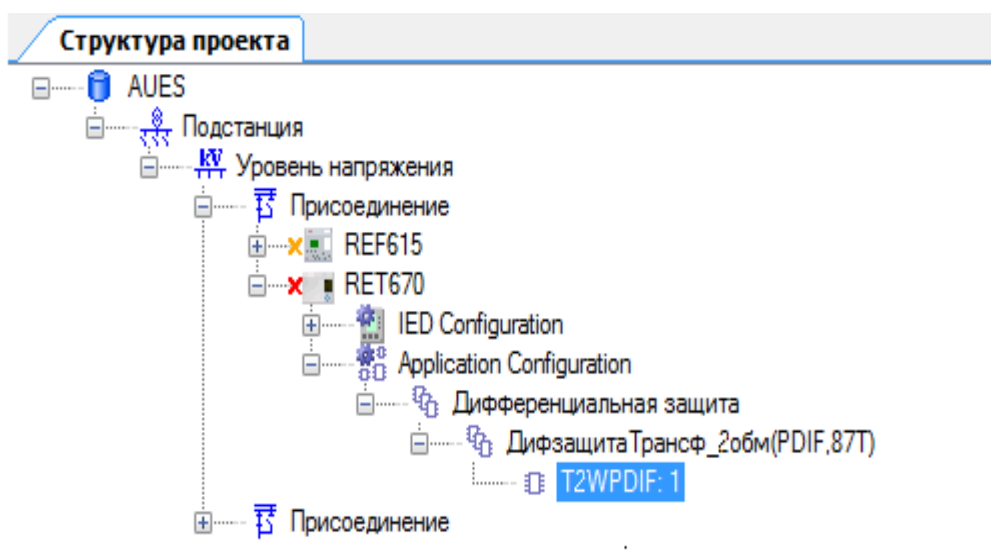 Структура проекта
AUES
Подстанция
kV Уровень напряжения
Присоединение
REF615
RET670
IED Configuration
Application Configuration
Дифференциальная защита
ДифзащитаТрансф_2обм(PDIF,87T)
T2WPDIF: 1
Присоединение